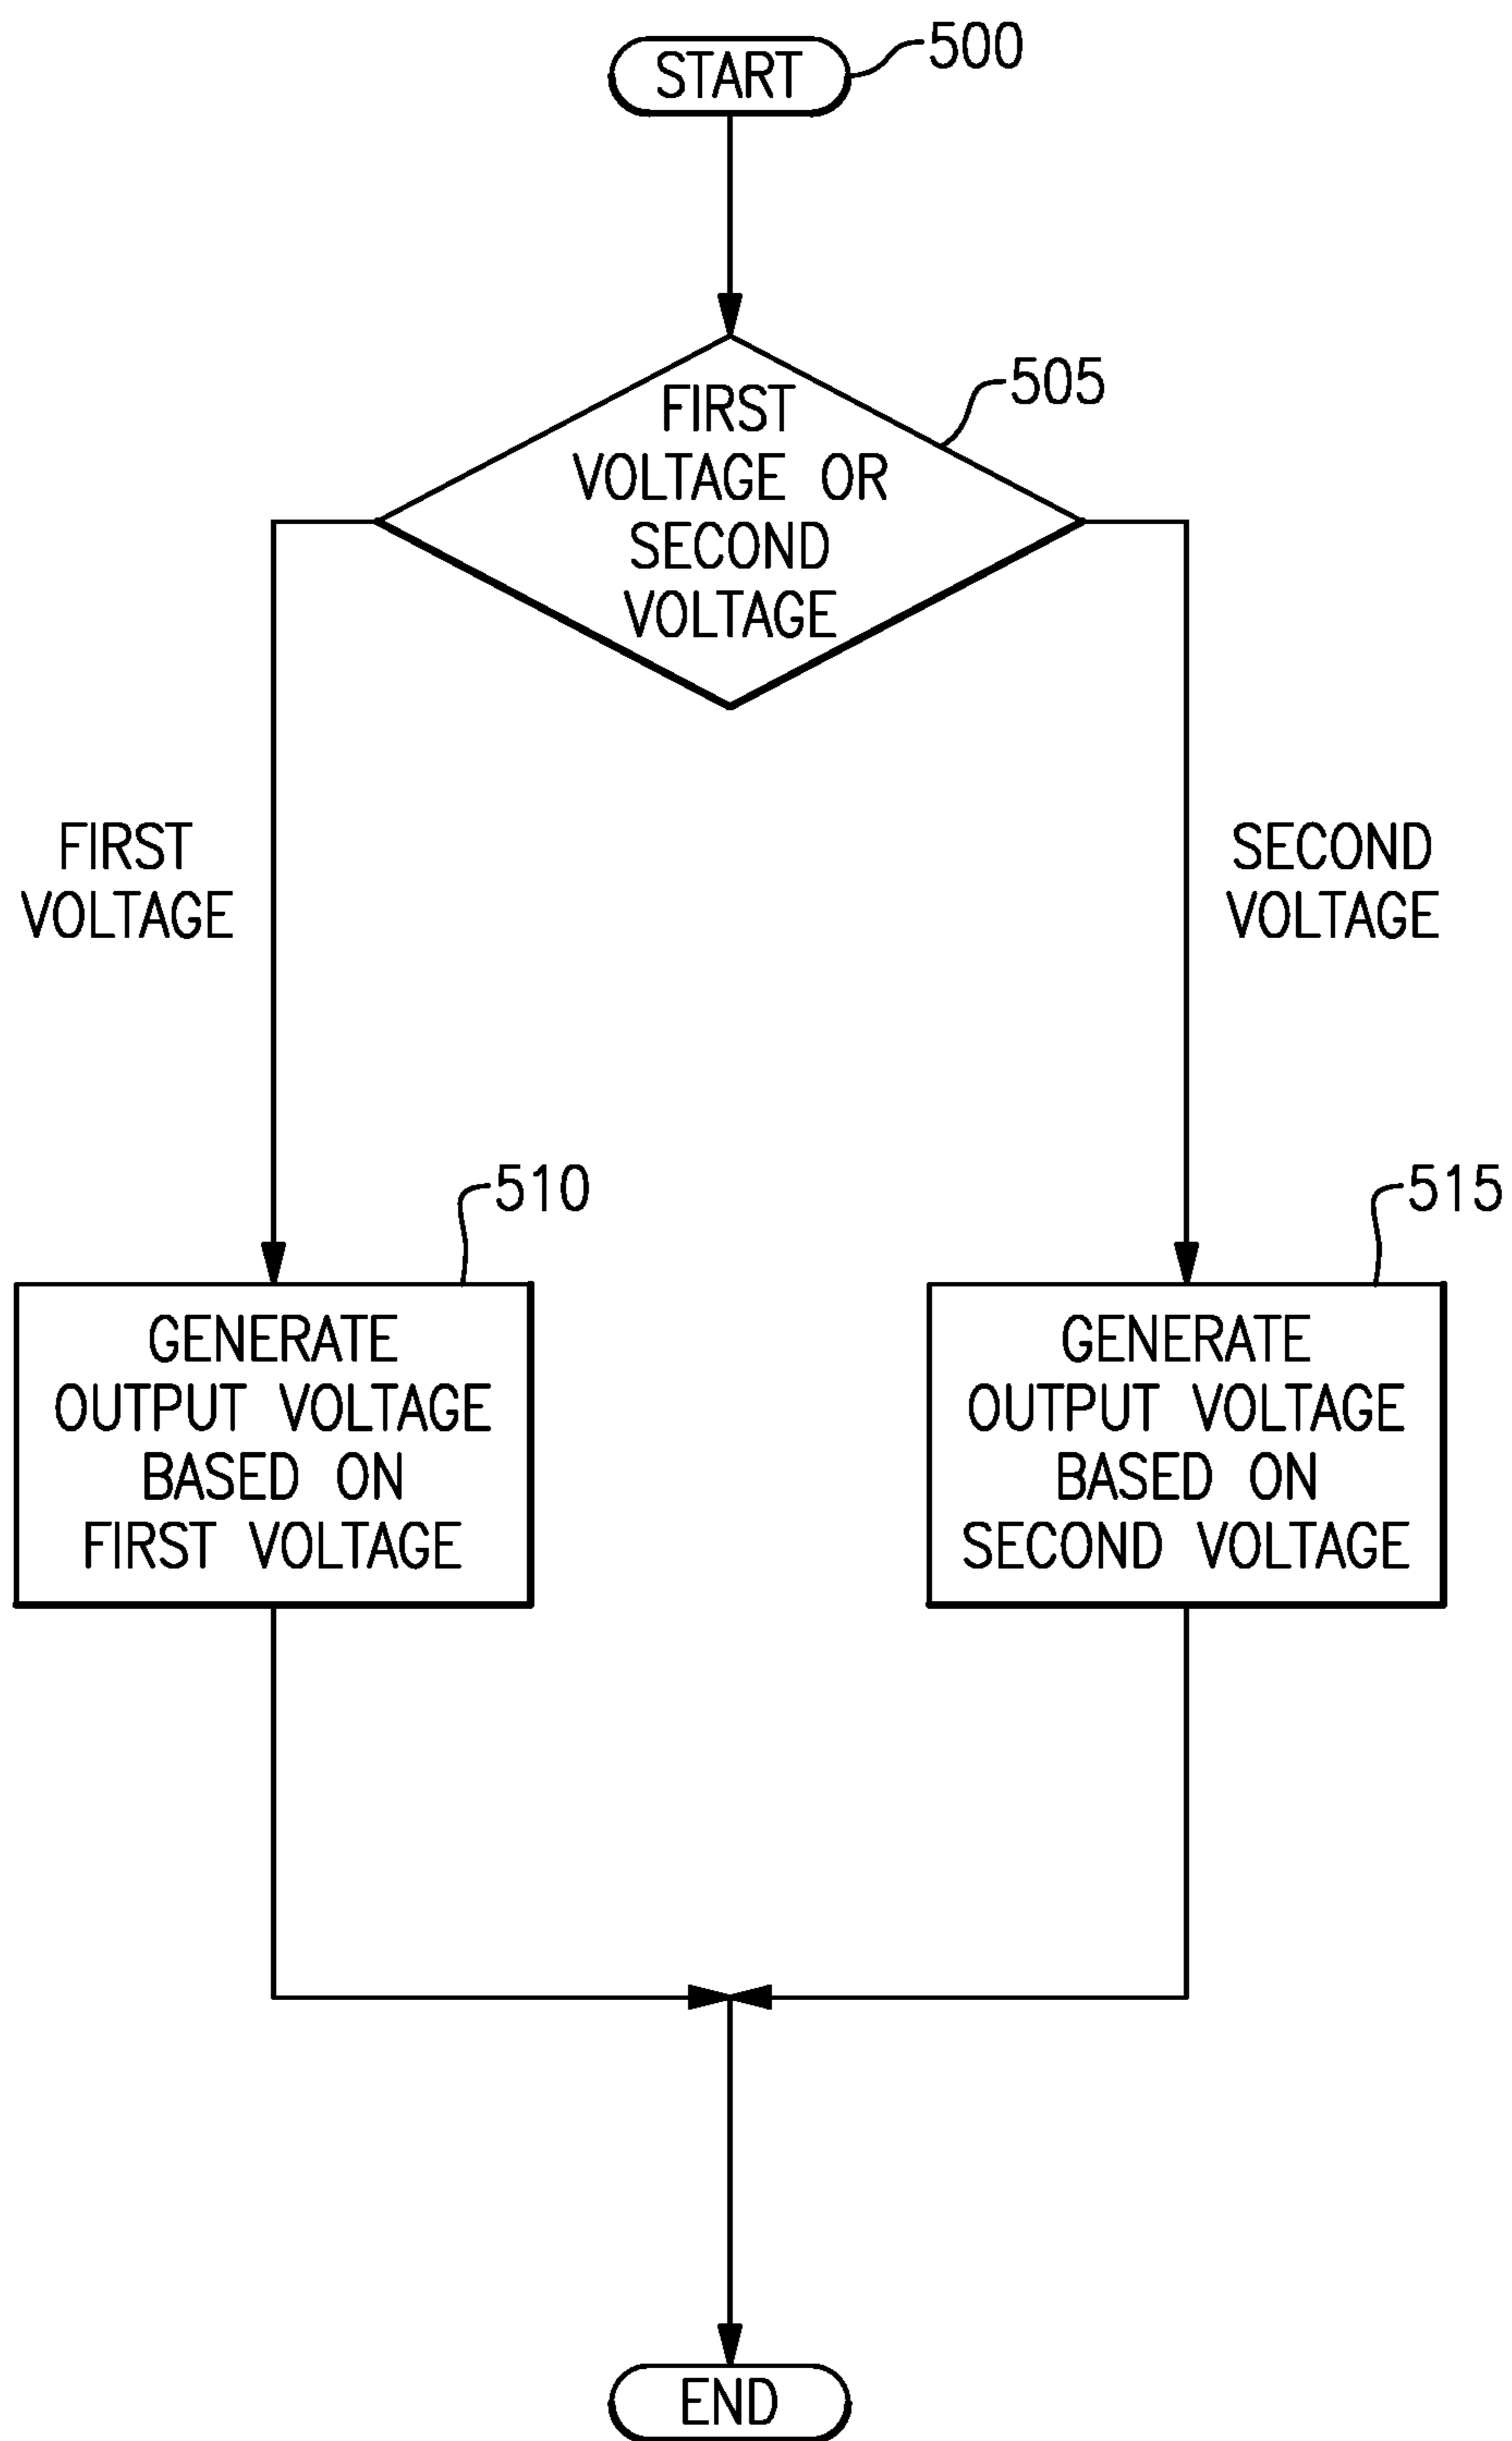 START
500
FIRST
VOLTAGE OR
SECOND
VOLTAGE
505
FIRST
VOLTAGE
SECOND
VOLTAGE
510
GENERATE
OUTPUT VOLTAGE
BASED ON
FIRST VOLTAGE
515
GENERATE
OUTPUT VOLTAGE
BASED ON
SECOND VOLTAGE
END